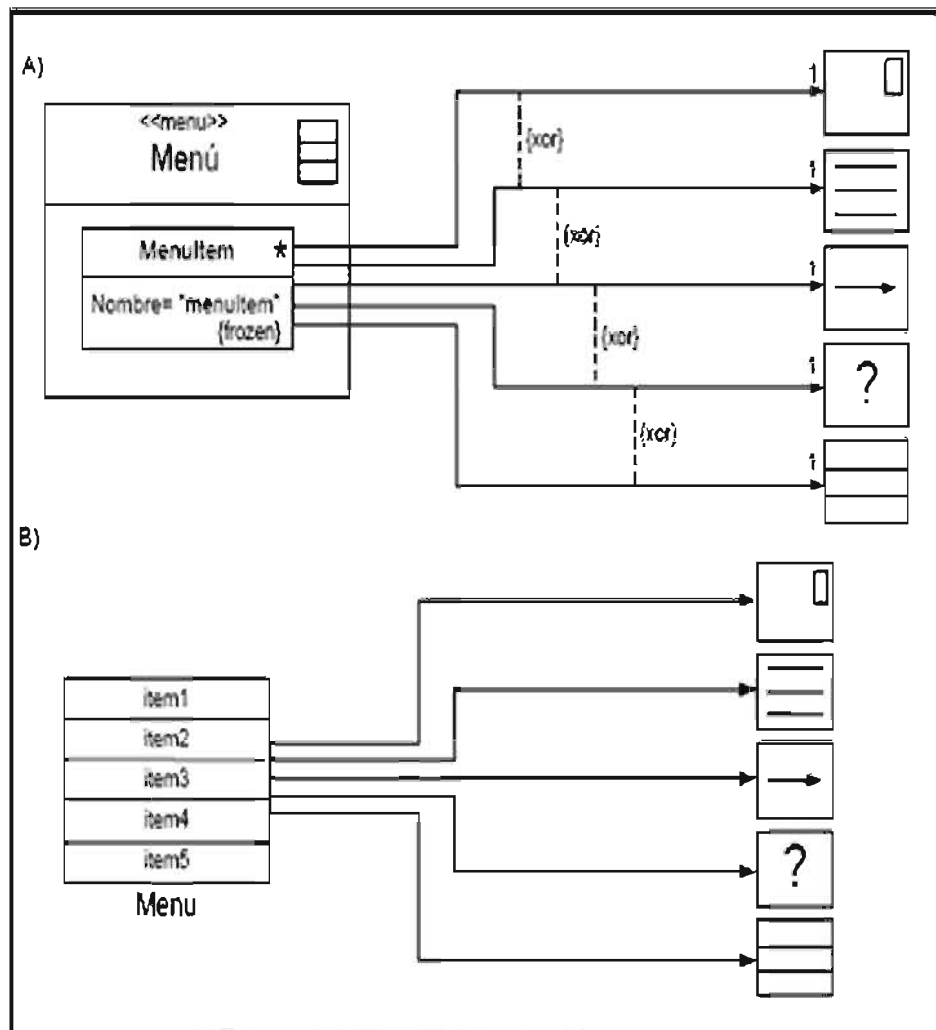 A)
<<menu>>
Menú
MenuItem *
Nombre= "menuItem"
{frozen}
1
{xor}
1
{xor}
1
{xor}
1
?
{xor}
1
B)
item1
item2
item3
item4
item5
Menu
?